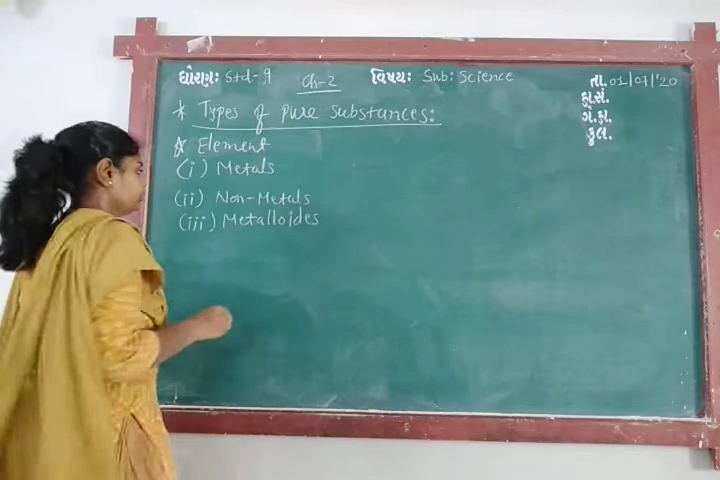 ધોરણ: Std-9 Ch-2 વિષય: Sub: Science તા. 01/07/'20
ક્રા.સં.
ગે.હા.
કુલ.
* Types of Pure Substances:
* Element
(i) Metals
(ii) Non-Metals
(iii) Metalloides